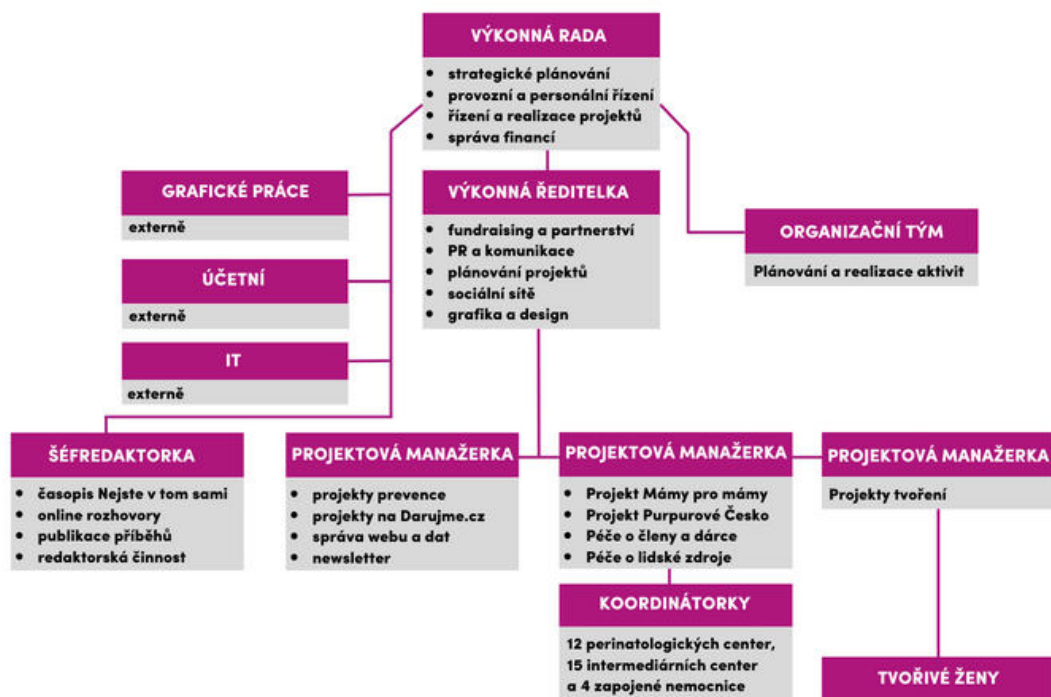 VÝKONNÁ RADA
• strategické plánování
• provozní a personální řízení
• řízení a realizace projektů
• správa financí
GRAFICKÉ PRÁCE
externě
ÚČETNÍ
externě
IT
externě
VÝKONNÁ ŘEDITELKA
• fundraising a partnerství
• PR a komunikace
• plánování projektů
• sociální sítě
• grafika a design
ORGANIZAČNÍ TÝM
Plánování a realizace aktivit
ŠÉFREDAKTORKA
• časopis Nejste v tom sami
• online rozhovory
• publikace příběhů
• redaktorská činnost
PROJEKTOVÁ MANAŽERKA
• projekty prevence
• projekty na Darujme.cz
• správa webu a dat
• newsletter
PROJEKTOVÁ MANAŽERKA
• Projekt Mámy pro mámy
• Projekt Purpurové Česko
• Péče o členy a dárce
• Péče o lidské zdroje
PROJEKTOVÁ MANAŽERKA
Projekty tvoření
KOORDINÁTORKY
12 perinatologických center,
15 intermediárních center
a 4 zapojené nemocnice
TVOŘIVÉ ŽENY